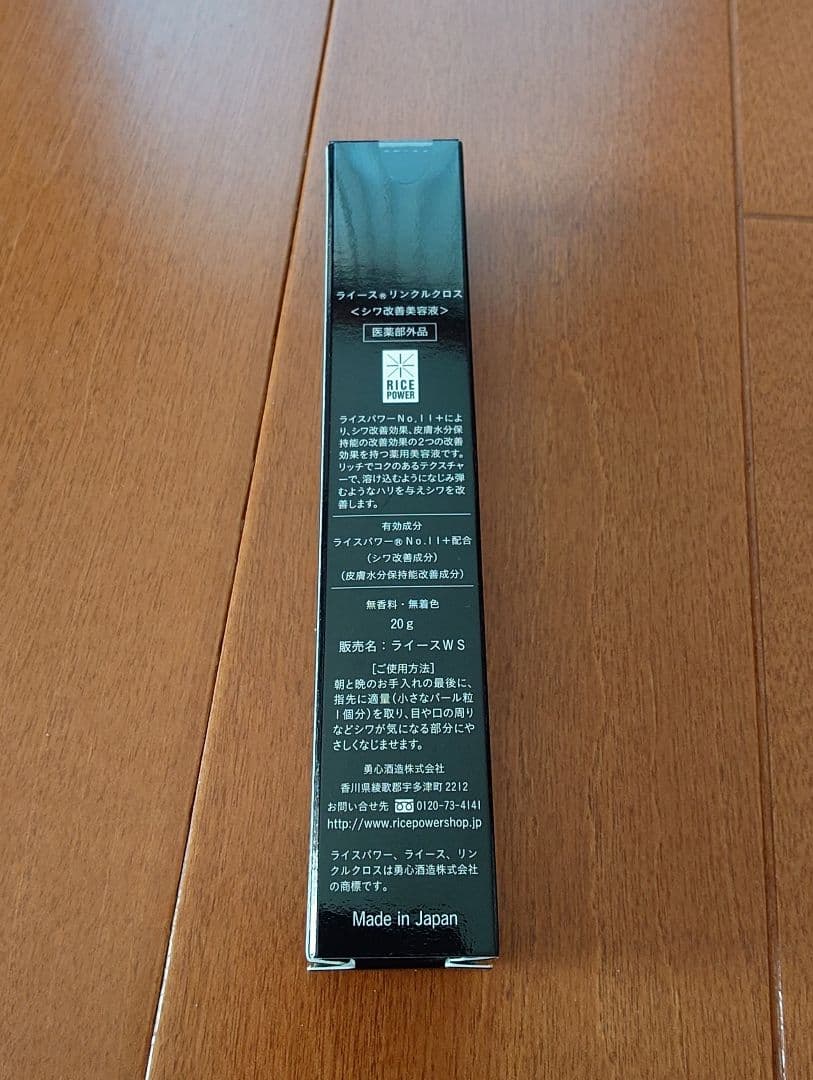 ライース®リンクルクロス
<シワ改善美容液>
医薬部外品
RICE
POWER
ライスパワーNo.11+によ
り、シワ改善効果、皮膚水分保
持能の改善効果の2つの改善
効果を持つ薬用美容液です。
リッチでコクのあるテクスチャ
ーで、溶け込むようになじみ弾
むようなハリを与えシワを改
善します。
有効成分
ライスパワー®No.11+配合
(シワ改善成分)
(皮膚水分保持能改善成分)
無香料・無着色
20g
販売名:ライースWS
[ご使用方法]
朝と晩のお手入れの最後に、
指先に適量(小さなパール粒
1個分)を取り、目や口の周り
などシワが気になる部分にや
さしくなじませます。
勇心酒造株式会社
香川県綾歌郡宇多津町2212
お問い合せ先 0120-73-4141
http://www.ricepowershop.jp
ライスパワー、ライース、リン
クルクロスは勇心酒造株式会社
の商標です。
Made in Japan